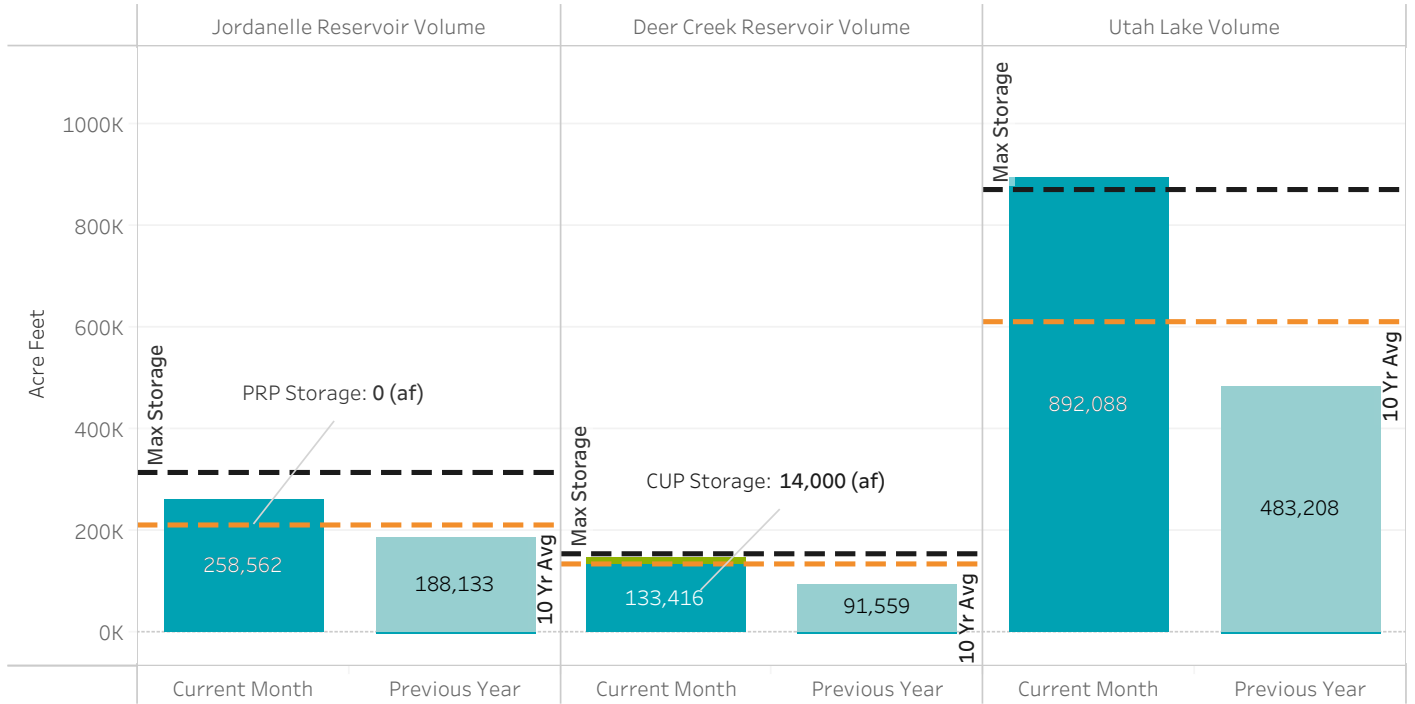 Jordanelle Reservoir Volume
Deer Creek Reservoir Volume
Utah Lake Volume
Acre Feet
1000K
800K
600K
400K
200K
0K
Max Storage
PRP Storage: 0 (af)
258,562
188,133
10 Yr Avg
Max Storage
CUP Storage: 14,000 (af)
133,416
91,559
10 Yr Avg
Max Storage
892,088
483,208
10 Yr Avg
Current Month
Previous Year
Current Month
Previous Year
Current Month
Previous Year